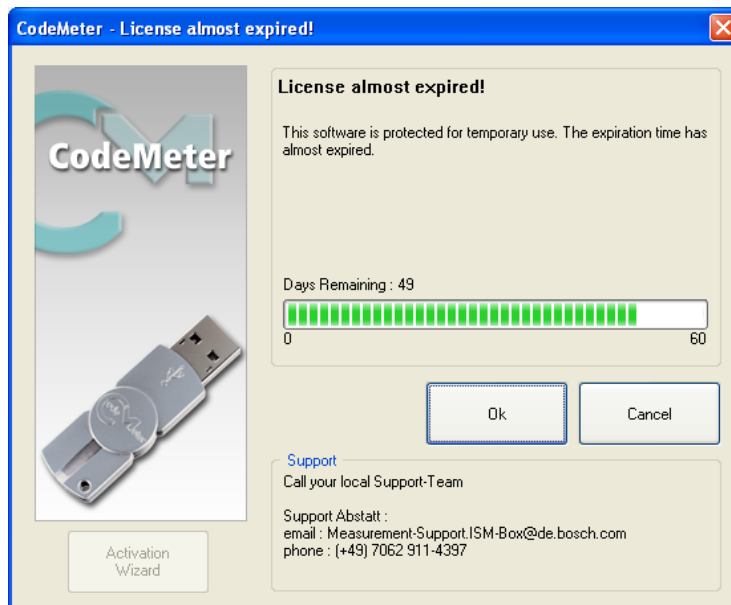 CodeMeter - License almost expired!
CodeMeter
License almost expired!
This software is protected for temporary use. The expiration time has
almost expired.
Days Remaining : 49
0
60
Ok
Cancel
Support
Call your local Support-Team
Support Abstatt :
email : Measurement-Support.ISM-Box@de.bosch.com
phone : (+49) 7062 911-4397
Activation
Wizard